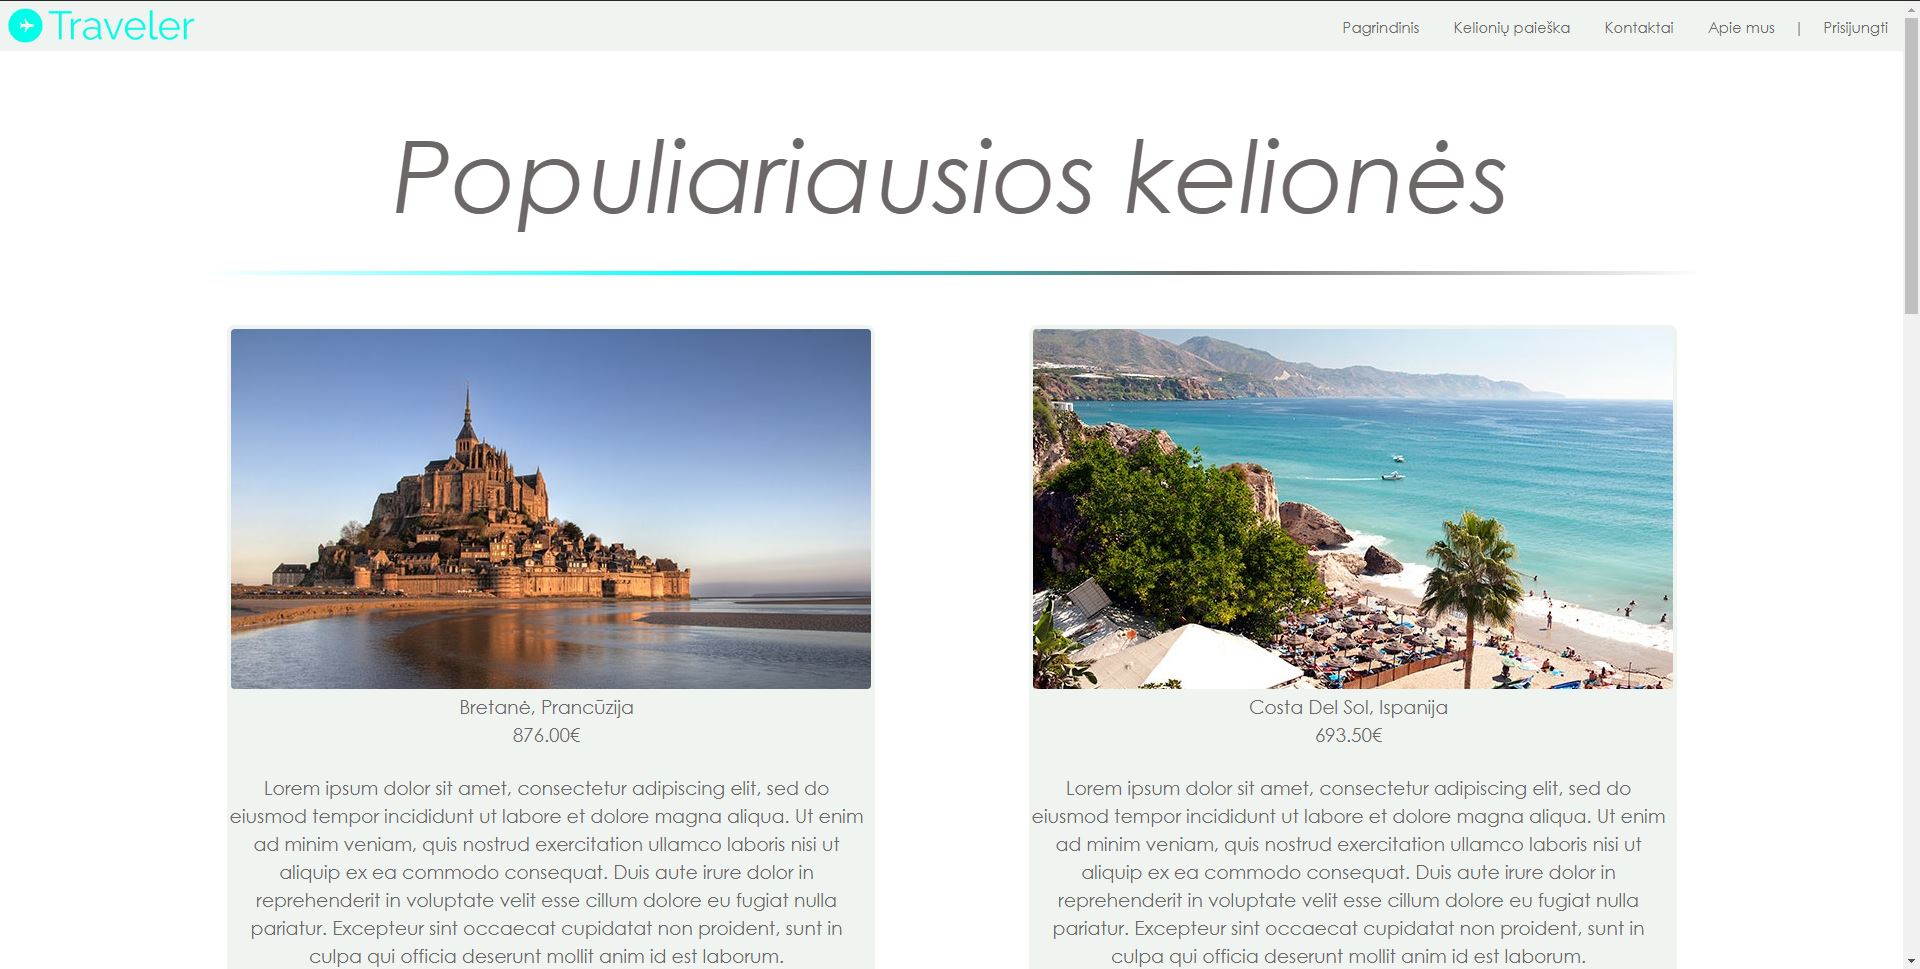 Traveler
Pagrindinis Kelionių paieška Kontaktai Apie mus | Prisijungti
Populiariausios kelionės
Bretanė, Prancūzija
876.00€
Lorem ipsum dolor sit amet, consectetur adipiscing elit, sed do
eiusmod tempor incididunt ut labore et dolore magna aliqua. Ut enim
ad minim veniam, quis nostrud exercitation ullamco laboris nisi ut
aliquip ex ea commodo consequat. Duis aute irure dolor in
reprehenderit in voluptate velit esse cillum dolore eu fugiat nulla
pariatur. Excepteur sint occaecat cupidatat non proident, sunt in
culpa qui officia deserunt mollit anim id est laborum.
Costa Del Sol, Ispanija
693.50€
Lorem ipsum dolor sit amet, consectetur adipiscing elit, sed do
eiusmod tempor incididunt ut labore et dolore magna aliqua. Ut enim
ad minim veniam, quis nostrud exercitation ullamco laboris nisi ut
aliquip ex ea commodo consequat. Duis aute irure dolor in
reprehenderit in voluptate velit esse cillum dolore eu fugiat nulla
pariatur. Excepteur sint occaecat cupidatat non proident, sunt in
culpa qui officia deserunt mollit anim id est laborum.